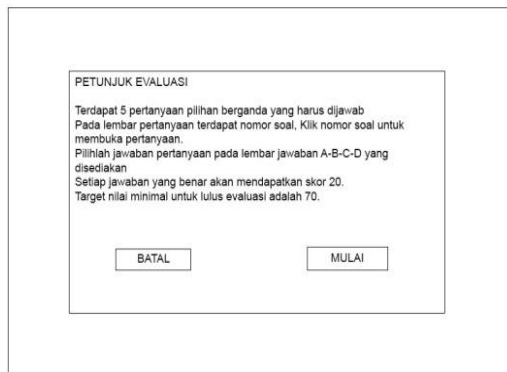 PETUNJUK EVALUASI
Terdapat 5 pertanyaan pilihan berganda yang harus dijawab
Pada lembar pertanyaan terdapat nomor soal, Klik nomor soal untuk
membuka pertanyaan.
Pilihlah jawaban pertanyaan pada lembar jawaban A-B-C-D yang
disediakan
Setiap jawaban yang benar akan mendapatkan skor 20.
Target nilai minimal untuk lulus evaluasi adalah 70.
BATAL
MULAI